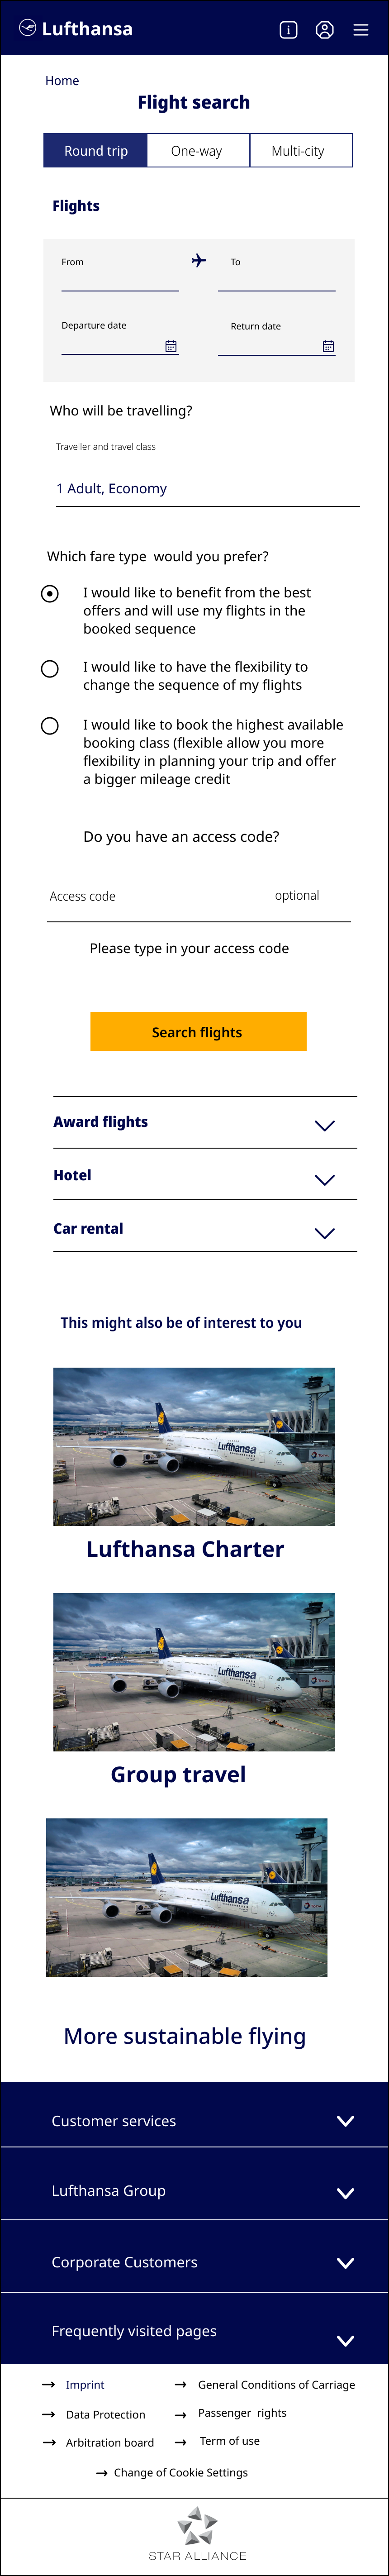 Lufthansa
Home
Flight search
Round trip One-way Multi-city
Flights
From To
Departure date Return date
Who will be travelling?
Traveller and travel class
1 Adult, Economy
Which fare type  would you prefer?
I would like to benefit from the best
offers and will use my flights in the
booked sequence
I would like to have the flexibility to
change the sequence of my flights
I would like to book the highest available
booking class (flexible allow you more
flexibility in planning your trip and offer
a bigger mileage credit
Do you have an access code?
Access code optional
Please type in your access code
Search flights
Award flights
Hotel
Car rental
This might also be of interest to you
Lufthansa
Lufthansa Charter
Lufthansa
Group travel
Lufthansa
More sustainable flying
Customer services
Lufthansa Group
Corporate Customers
Frequently visited pages
Imprint General Conditions of Carriage
Data Protection Passenger  rights
Arbitration board Term of use
Change of Cookie Settings
STAR ALLIANCE